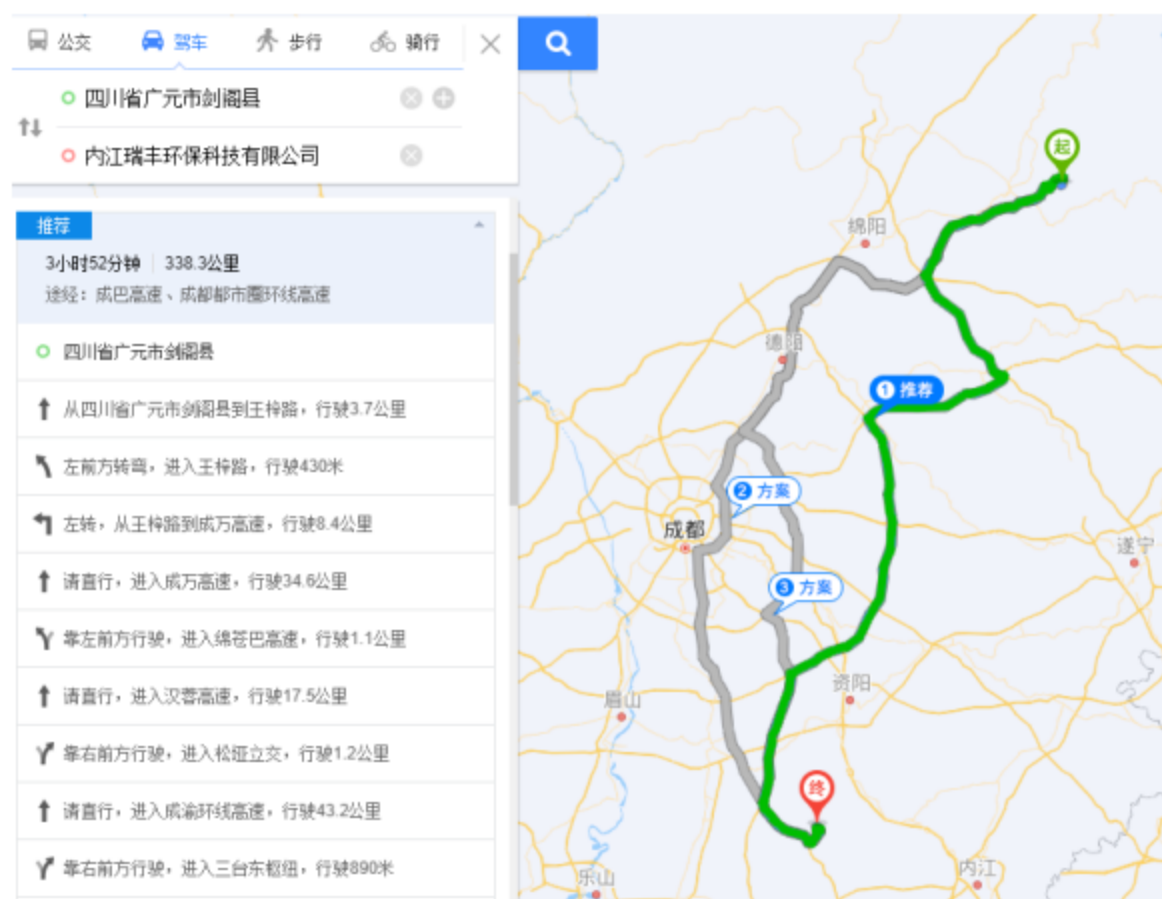 公交 驾车 步行 骑行
四川省广元市剑阁县
内江瑞丰环保科技有限公司
推荐
3小时52分钟 338.3公里
途经：成巴高速、成都都市圈环线高速
四川省广元市剑阁县
从四川省广元市剑阁县到王梓路，行驶3.7公里
左前方转弯，进入王梓路，行驶430米
左转，从王梓路到成万高速，行驶8.4公里
请直行，进入成万高速，行驶34.6公里
靠左前方行驶，进入绵苍巴高速，行驶1.1公里
请直行，进入汉蓉高速，行驶17.5公里
靠右前方行驶，进入松垭立交，行驶1.2公里
请直行，进入成渝环线高速，行驶43.2公里
靠右前方行驶，进入三台东枢纽，行驶890米
起
绵阳
德阳
1 推荐
2 方案
成都
遂宁
3 方案
资阳
眉山
终
内江
乐山